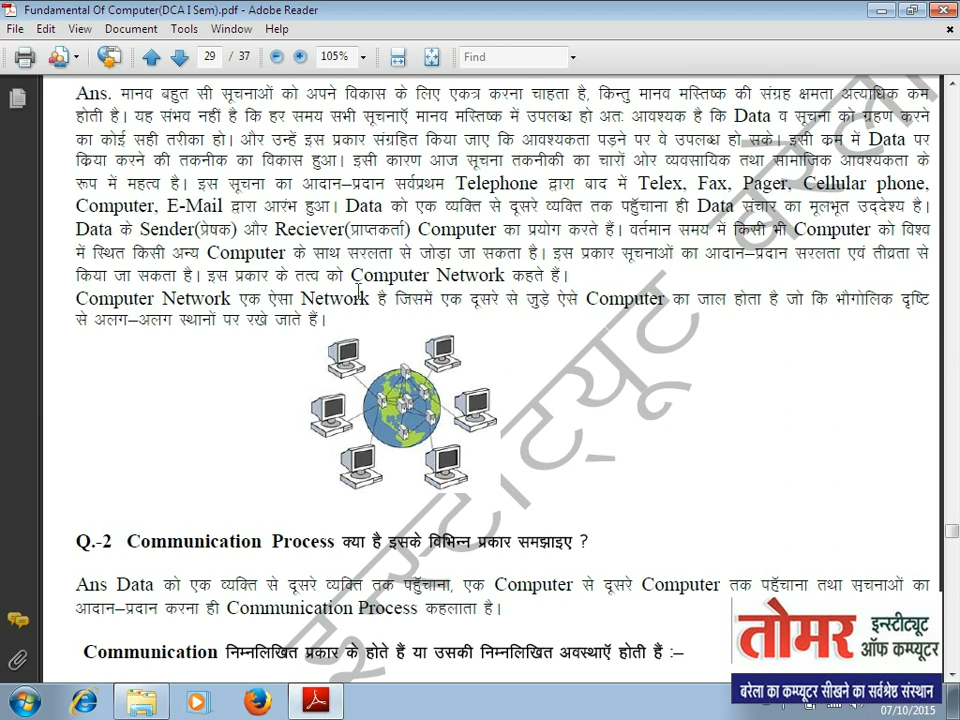 Fundamental Of Computer(DCA I Sem).pdf - Adobe Reader
File Edit View Document Tools Window Help
29 / 37 105% Find
Ans. मानव बहुत सी सूचनाओं को अपने विकास के लिए एकत्र करना चाहता है, किन्तु मानव मस्तिष्क की संग्रह क्षमता अत्याधिक कम
होती है। यह संभव नहीं है कि हर समय सभी सूचनाएँ मानव मस्तिष्क में उपलब्ध हो अतः आवश्यक है कि Data व सूचना को ग्रहण करने
का कोई सही तरीका हो। और उन्हें इस प्रकार संग्रहित किया जाए कि आवश्यकता पड़ने पर वे उपलब्ध हो सके। इसी कम में Data पर
क्रिया करने की तकनीक का विकास हुआ। इसी कारण आज सूचना तकनीकी का चारों ओर व्यवसायिक तथा सामाजिक आवश्यकता के
रूप में महत्व है। इस सूचना का आदान–प्रदान सर्वप्रथम Telephone द्वारा बाद में Telex, Fax, Pager, Cellular phone,
Computer, E-Mail द्वारा आरंभ हुआ। Data को एक व्यक्ति से दूसरे व्यक्ति तक पहुँचाना ही Data संचार का मूलभूत उद्देश्य है।
Data के Sender(प्रेषक) और Reciever(प्राप्तकर्ता) Computer का प्रयोग करते हैं। वर्तमान समय में किसी भी Computer को विश्व
में स्थित किसी अन्य Computer के साथ सरलता से जोड़ा जा सकता है। इस प्रकार सूचनाओं का आदान–प्रदान सरलता एवं तीव्रता से
किया जा सकता है। इस प्रकार के तत्व को Computer Network कहते हैं।
Computer Network एक ऐसा Network है जिसमें एक दूसरे से जुड़े ऐसे Computer का जाल होता है जो कि भौगोलिक दृष्टि
से अलग–अलग स्थानों पर रखे जाते हैं।
Q.-2 Communication Process क्या है इसके विभिन्न प्रकार समझाइए ?
Ans Data को एक व्यक्ति से दूसरे व्यक्ति तक पहुँचाना, एक Computer से दूसरे Computer तक पहुँचाना तथा सूचनाओं का
आदान–प्रदान करना ही Communication Process कहलाता है।
Communication निम्नलिखित प्रकार के होते हैं या उसकी निम्नलिखित अवस्थाएँ होती हैं :–
तोमर इन्स्टीट्यूट
ऑफ कम्प्यूटर
बरेला का कम्प्यूटर सीखने का सर्वश्रेष्ठ संस्थान
07/10/2015